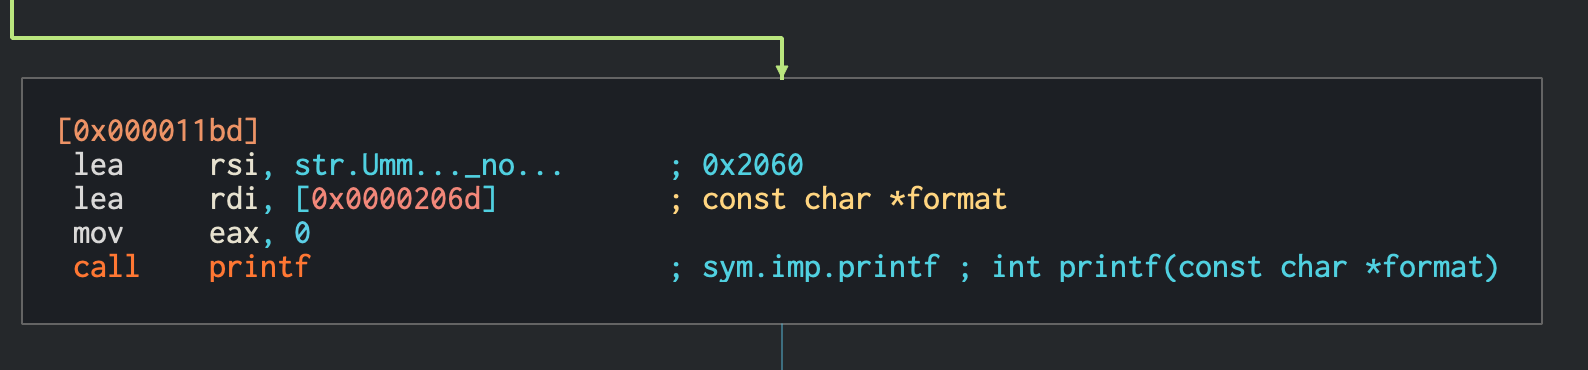 [0x000011bd]
lea rsi, str.Umm..._no... ; 0x2060
lea rdi, [0x0000206d] ; const char *format
mov eax, 0
call printf ; sym.imp.printf ; int printf(const char *format)